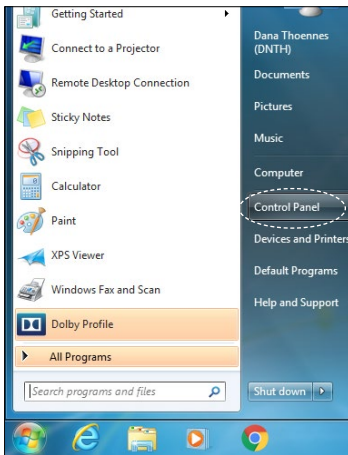 Getting Started
Connect to a Projector
Remote Desktop Connection
Sticky Notes
Snipping Tool
Calculator
Paint
XPS Viewer
Windows Fax and Scan
Dolby Profile
All Programs
Search programs and files
Dana Thoennes
(DNTH)
Documents
Pictures
Music
Computer
Control Panel
Devices and Printers
Default Programs
Help and Support
Shut down